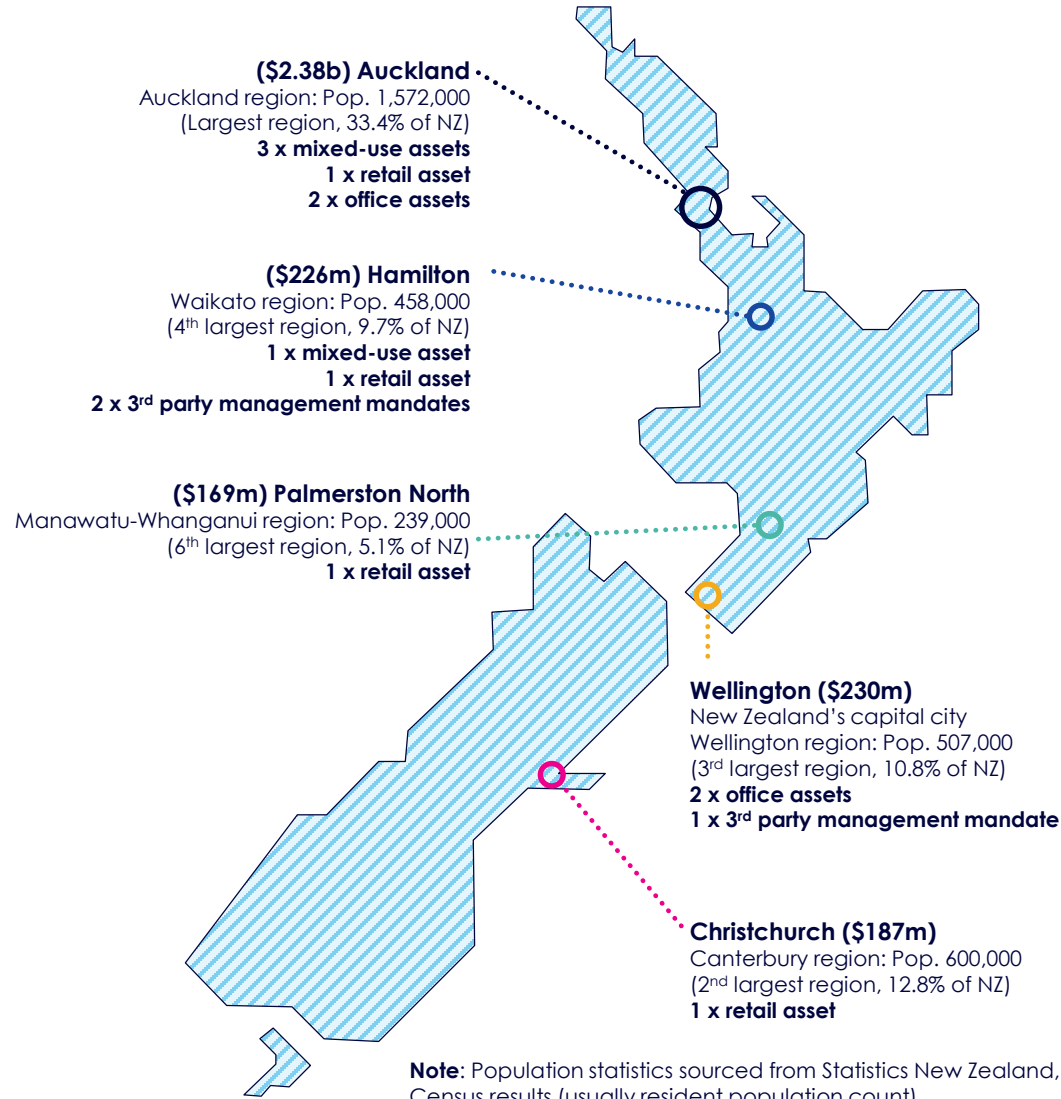 ($2.38b) Auckland
Auckland region: Pop. 1,572,000
(Largest region, 33.4% of NZ)
3 x mixed-use assets
1 x retail asset
2 x office assets
($226m) Hamilton
Waikato region: Pop. 458,000
(4th largest region, 9.7% of NZ)
1 x mixed-use asset
1 x retail asset
2 x 3rd party management mandates
($169m) Palmerston North
Manawatu-Whanganui region: Pop. 239,000
(6th largest region, 5.1% of NZ)
1 x retail asset
Wellington ($230m)
New Zealand’s capital city
Wellington region: Pop. 507,000
(3rd largest region, 10.8% of NZ)
2 x office assets
1 x 3rd party management mandate
Christchurch ($187m)
Canterbury region: Pop. 600,000
(2nd largest region, 12.8% of NZ)
1 x retail asset
Note: Population statistics sourced from Statistics New Zealand,
Census results (usually resident population count)